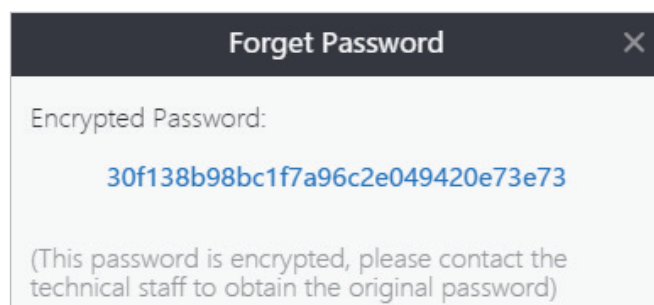 Forget Password
Encrypted Password:
30f138b98bc1f7a96c2e049420e73e73
(This password is encrypted, please contact the
technical staff to obtain the original password)